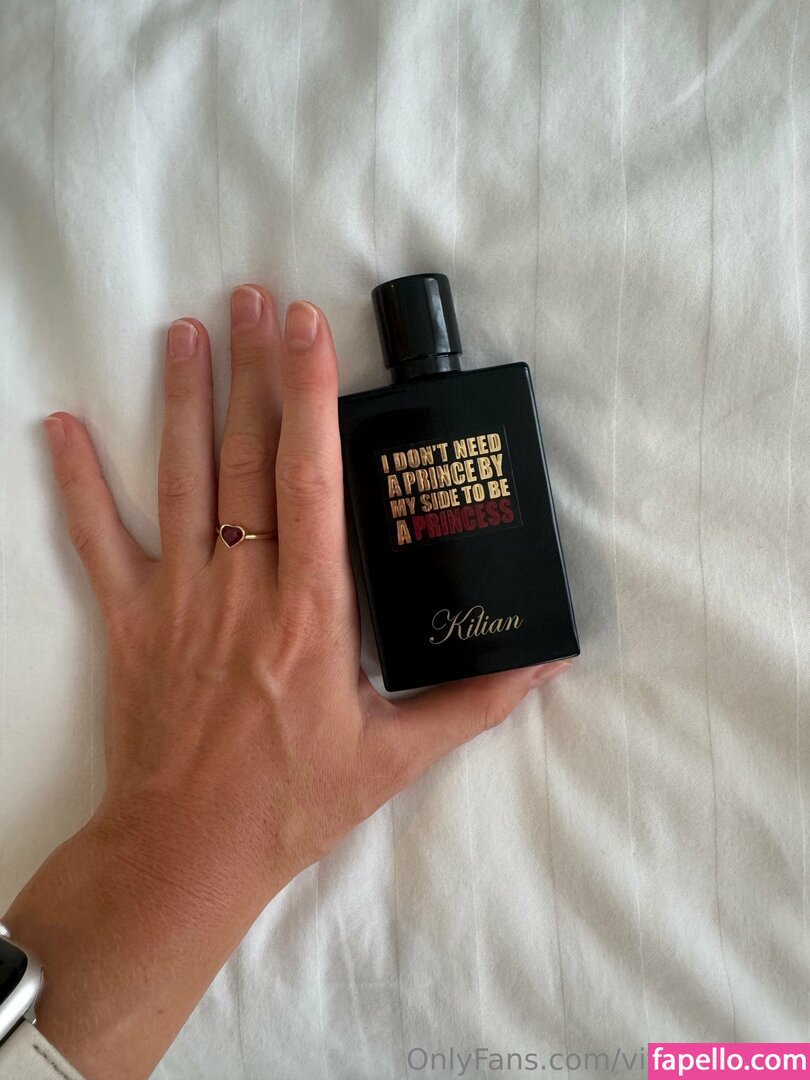 I DON'T NEED
A PRINCE BY
MY SIDE TO BE
A PRINCESS
Kilian
OnlyFans.com/vi
fapello.com